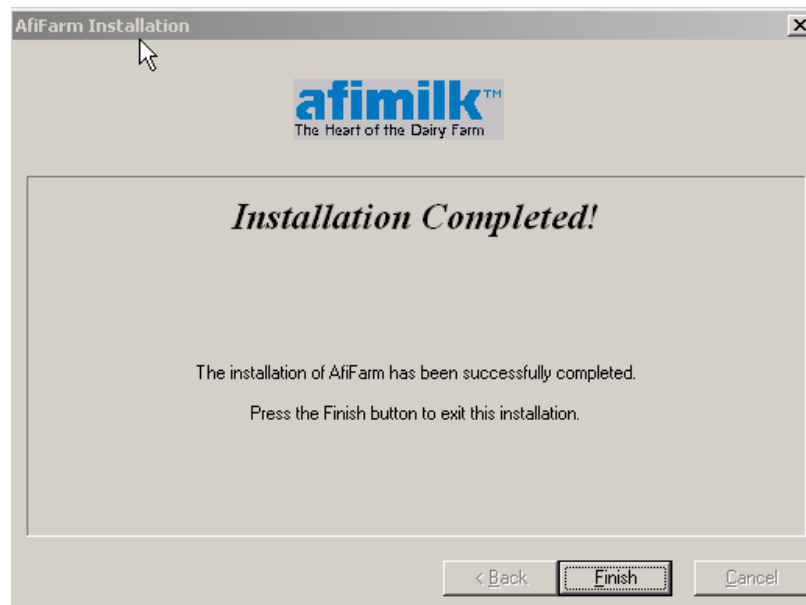 AfiFarm Installation
afimilk™
The Heart of the Dairy Farm
Installation Completed!
The installation of AfiFarm has been successfully completed.
Press the Finish button to exit this installation.
< Back
Finish
Cancel